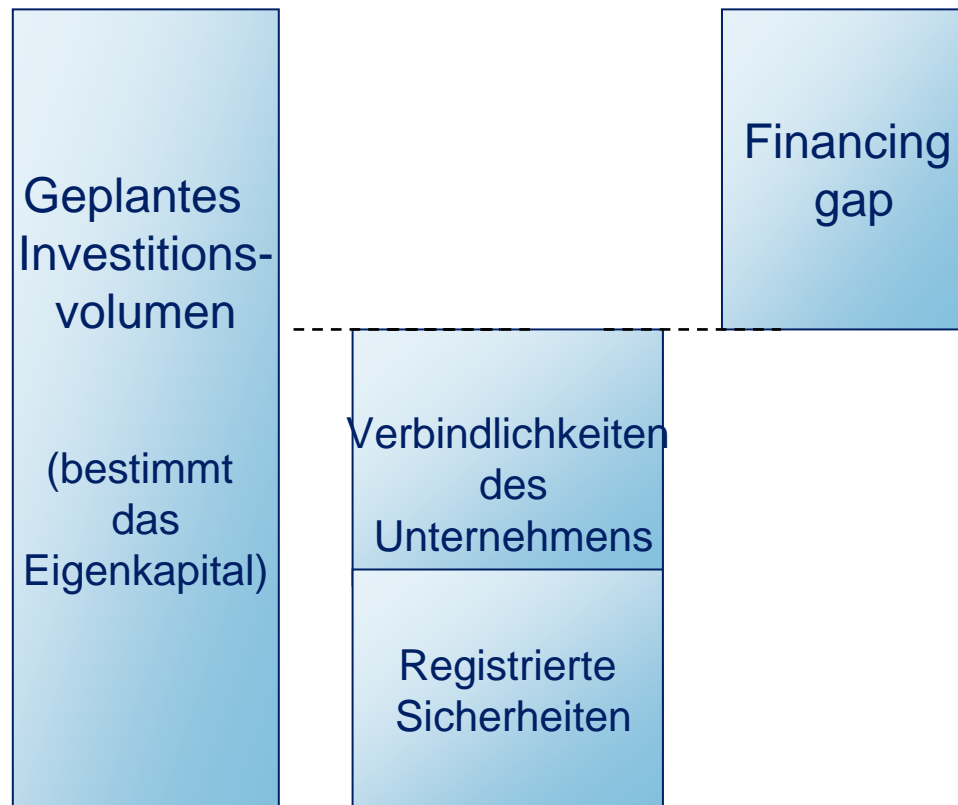 Geplantes
Investitions-
volumen
(bestimmt
das
Eigenkapital)
Verbindlichkeiten
des
Unternehmens
Registrierte
Sicherheiten
Financing
gap